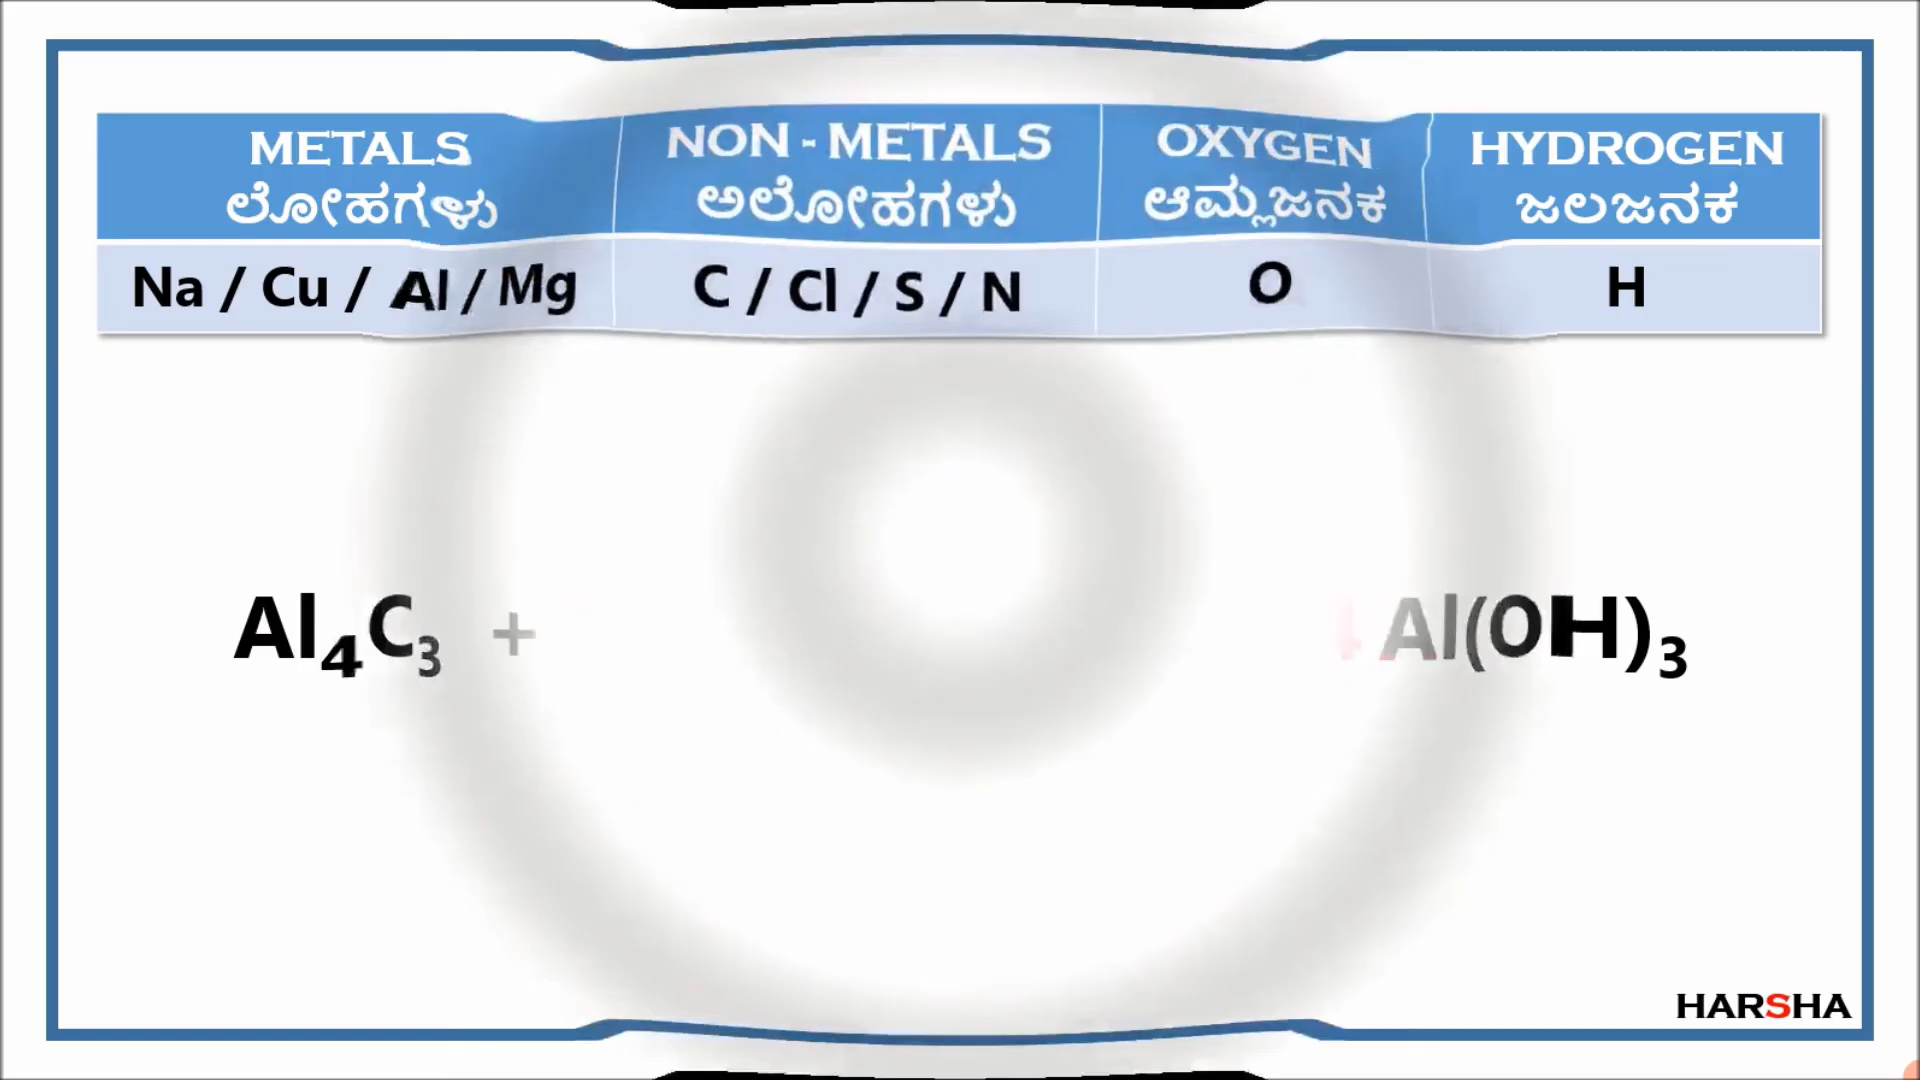 METALS NON - METALS OXYGEN HYDROGEN
ಲೋಹಗಳು ಅಲೋಹಗಳು ಆಮ್ಲಜನಕ ಜಲಜನಕ
Na / Cu / Al / Mg C / Cl / S / N O H
Al₄C₃ + 4 Al(OH)₃
HARSHA